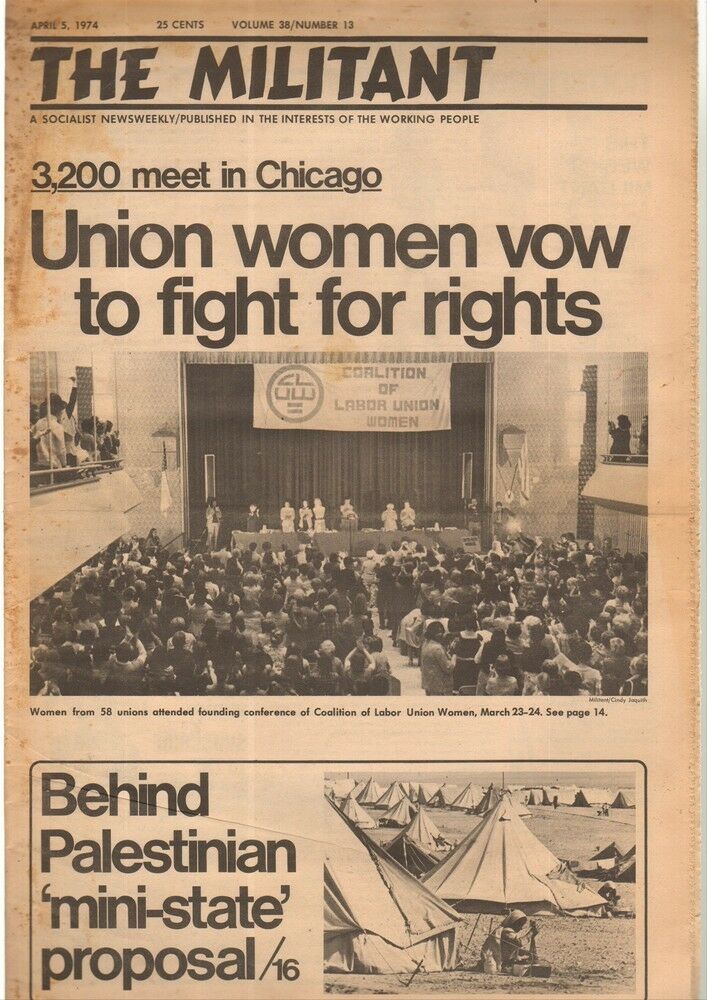 APRIL 5, 1974 25 CENTS VOLUME 38/NUMBER 13
THE MILITANT
A SOCIALIST NEWSWEEKLY/PUBLISHED IN THE INTERESTS OF THE WORKING PEOPLE
3,200 meet in Chicago
Union women vow
to fight for rights
CLUW
COALITION
OF
LABOR UNION
WOMEN
Militant/Cindy Jaquith
Women from 58 unions attended founding conference of Coalition of Labor Union Women, March 23-24. See page 14.
Behind
Palestinian
‘mini-state’
proposal/16